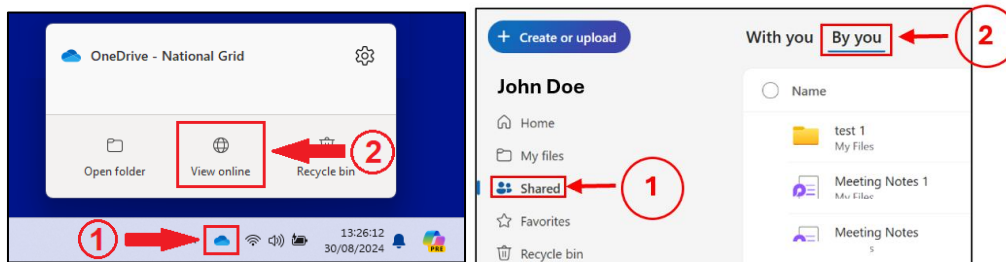 OneDrive - National Grid
Open folder
View online
Recycle bin
2
1
13:26:12
30/08/2024
PRE
+ Create or upload
John Doe
Home
My files
Shared
Favorites
Recycle bin
1
With you By you
2
Name
test 1
My Files
Meeting Notes 1
My Files
Meeting Notes
s